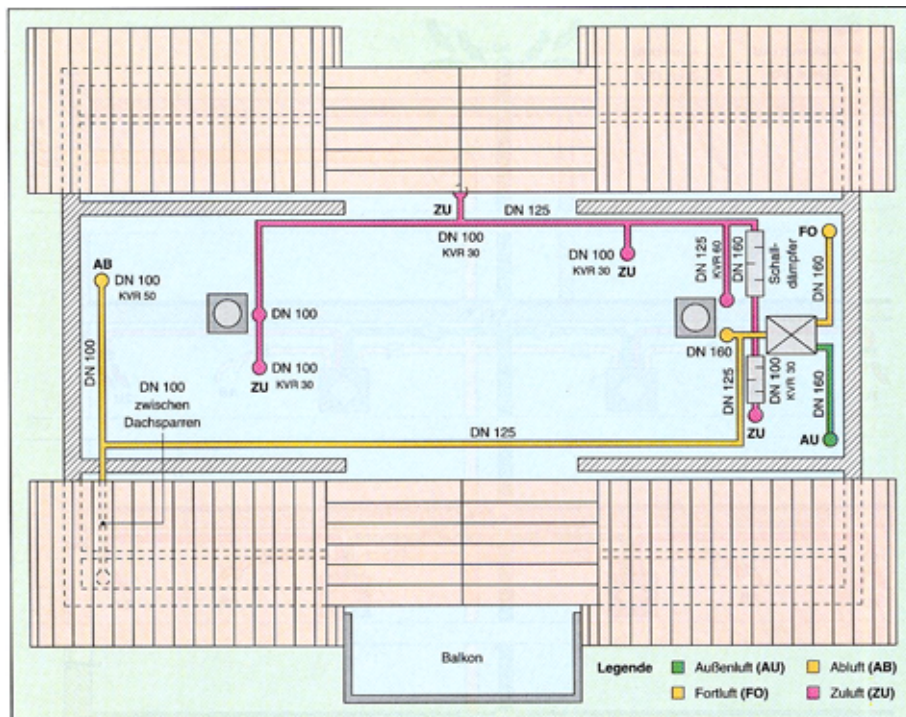 ZU
DN 125
DN 100
KVR 30
DN 100
KVR 30
ZU
DN 125
KVR 60
DN 160
Schall-
dämpfer
FO
DN 160
AB
DN 100
KVR 50
DN 100
DN 100
DN 100
KVR 30
ZU
DN 160
DN 125
DN 100
KVR 30
ZU
DN 160
AU
DN 100
zwischen
Dachsparren
DN 125
Balkon
Legende
Außenluft (AU)
Abluft (AB)
Fortluft (FO)
Zuluft (ZU)